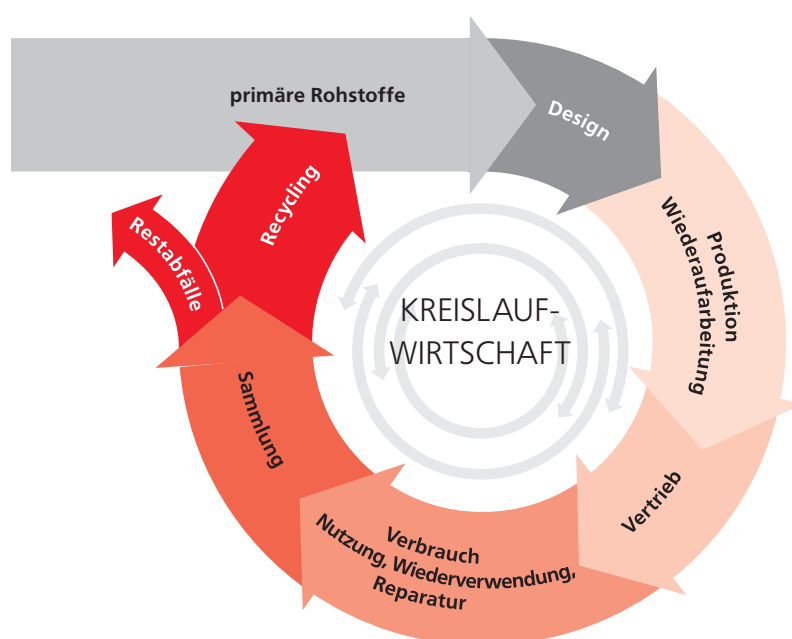 primäre Rohstoffe
Design
Produktion
Wiederaufarbeitung
Vertrieb
Verbrauch
Nutzung, Wiederverwendung,
Reparatur
Sammlung
Recycling
Restabfälle
KREISLAUF-
WIRTSCHAFT